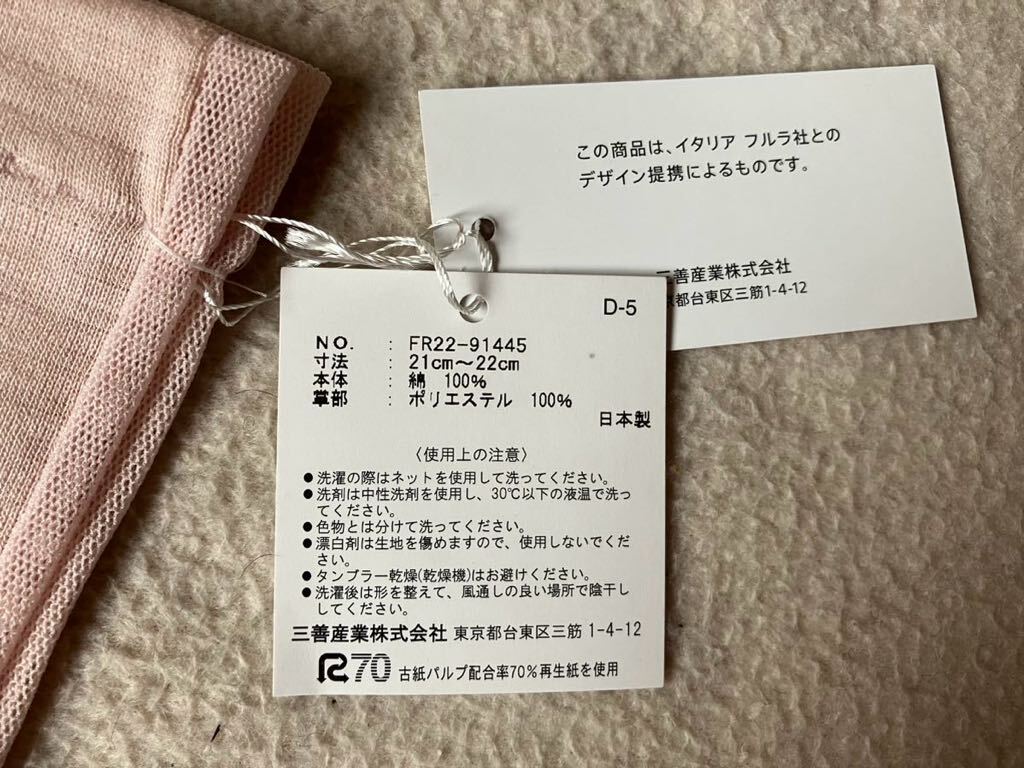 この商品は、イタリア フルラ社との
デザイン提携によるものです。
三善産業株式会社
京都台東区三筋1-4-12
D-5
NO. : FR22-91445
寸法 : 21cm〜22cm
本体 : 綿 100%
掌部 : ポリエステル 100%
日本製
〈使用上の注意〉
●洗濯の際はネットを使用して洗ってください。
●洗剤は中性洗剤を使用し、30℃以下の液温で洗っ
てください。
●色物とは分けて洗ってください。
●漂白剤は生地を傷めますので、使用しないでくだ
さい。
●タンブラー乾燥(乾燥機)はお避けください。
●洗濯後は形を整えて、風通しの良い場所で陰干し
してください。
三善産業株式会社 東京都台東区三筋 1-4-12
R70 古紙パルプ配合率70%再生紙を使用